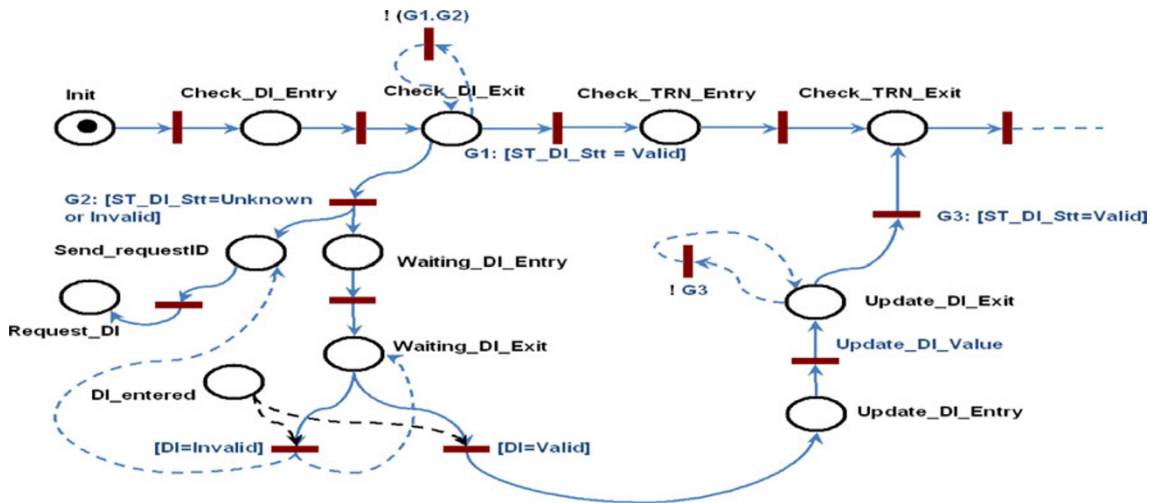 ! (G1.G2)
Init
Check_DI_Entry
Check_DI_Exit
Check_TRN_Entry
Check_TRN_Exit
G1: [ST_DI_Stt = Valid]
G2: [ST_DI_Stt=Unknown
or Invalid]
G3: [ST_DI_Stt=Valid]
Send_requestID
Waiting_DI_Entry
! G3
Update_DI_Exit
Request_DI
Waiting_DI_Exit
Update_DI_Value
DI_entered
Update_DI_Entry
[DI=Invalid]
[DI=Valid]